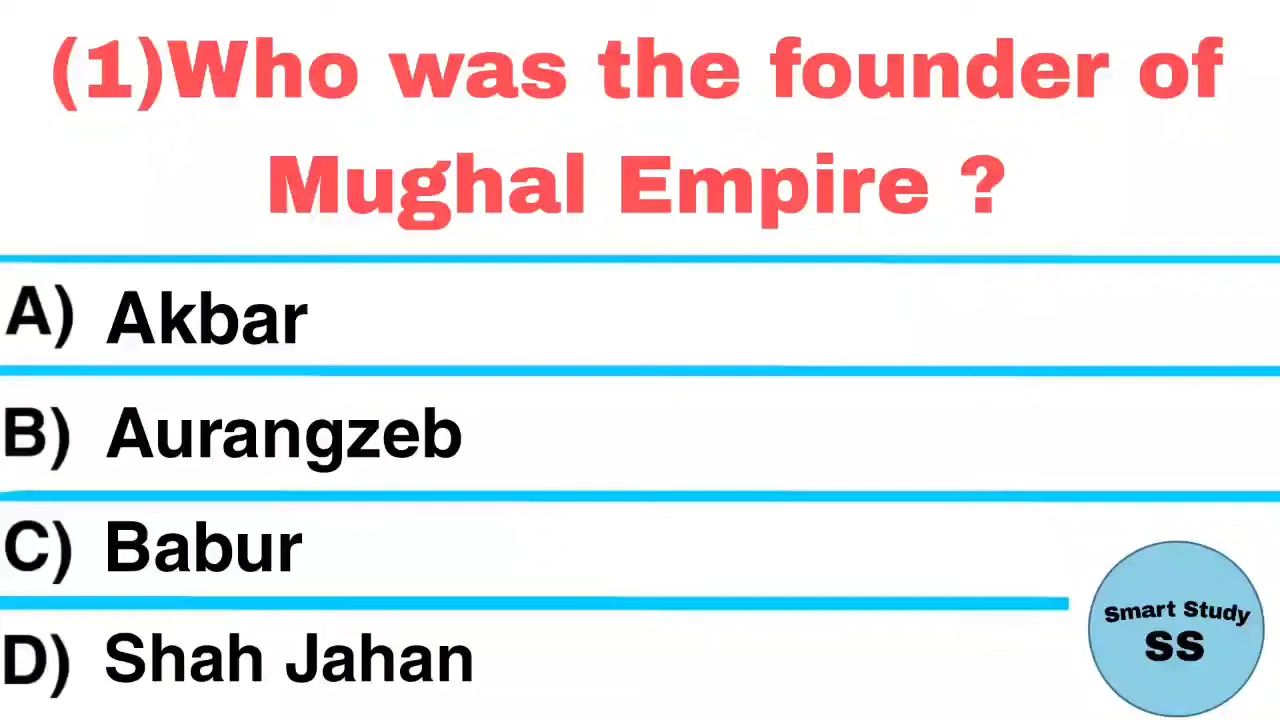 (1)Who was the founder of
Mughal Empire ?
A) Akbar
B) Aurangzeb
C) Babur
D) Shah Jahan
Smart Study
SS